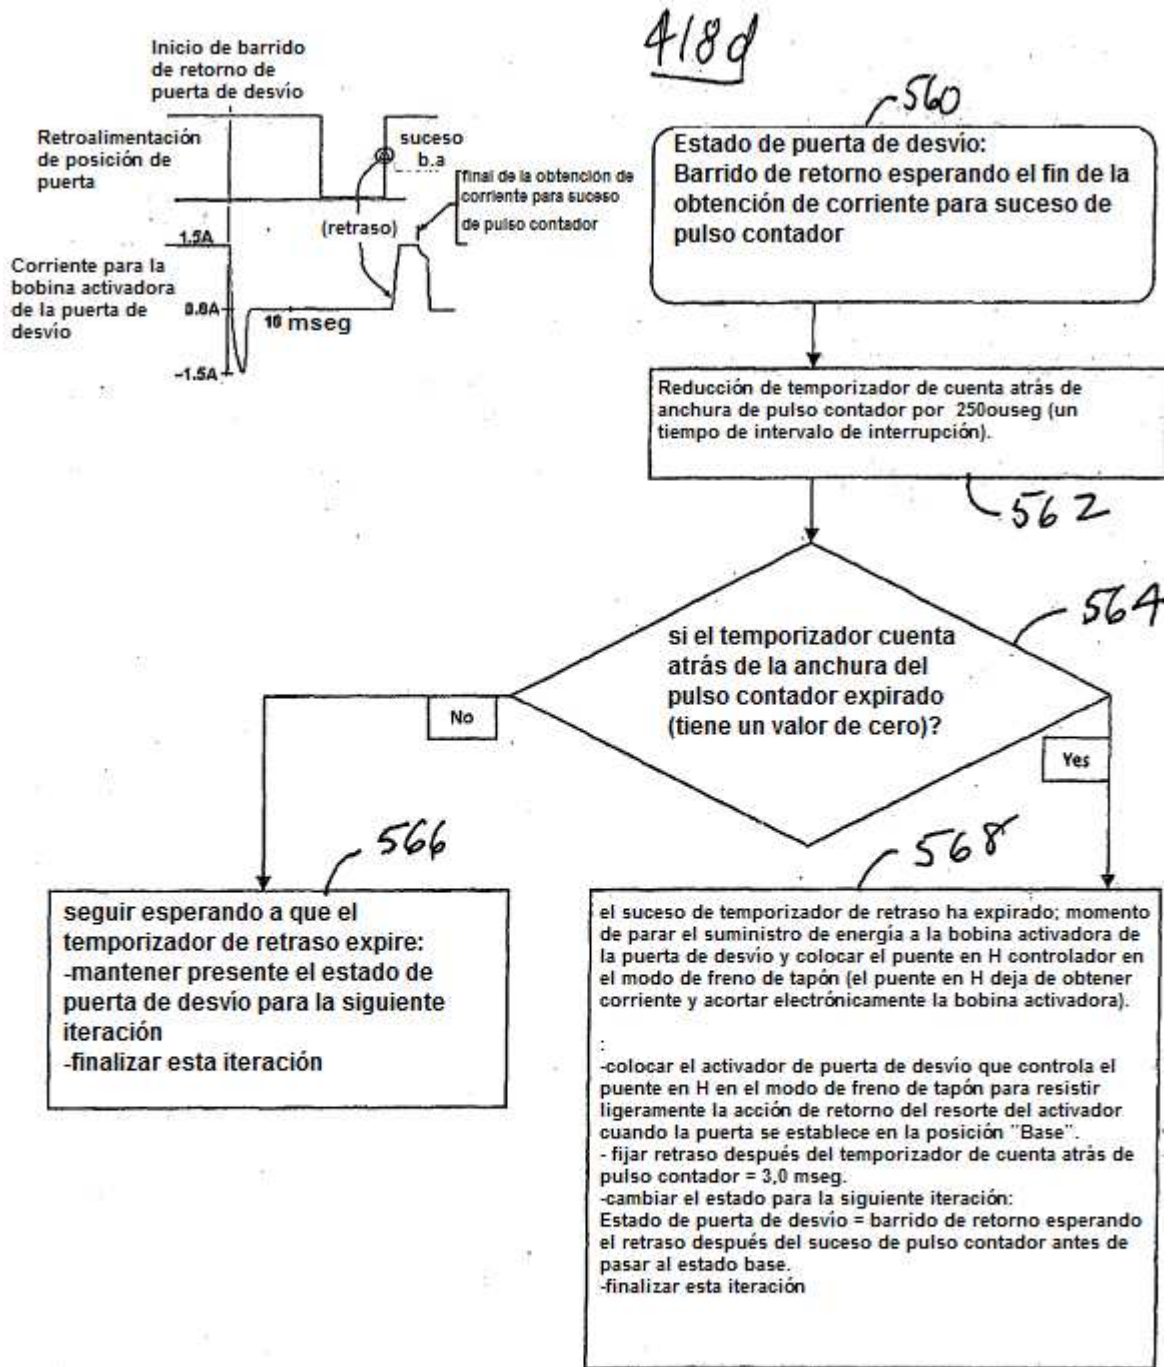 418d
Inicio de barrido
de retorno de
puerta de desvío
Retroalimentación
de posición de
puerta
suceso
b.a
final de la obtención de
corriente para suceso
de pulso contador
(retraso)
1.5A
Corriente para la
bobina activadora
de la puerta de
desvío
0.0A
10 mseg
-1.5A
560
Estado de puerta de desvío:
Barrido de retorno esperando el fin de la
obtención de corriente para suceso de
pulso contador
Reducción de temporizador de cuenta atrás de
anchura de pulso contador por 250ouseg (un
tiempo de intervalo de interrupción).
562
564
si el temporizador cuenta
atrás de la anchura del
pulso contador expirado
(tiene un valor de cero)?
No
Yes
566
seguir esperando a que el
temporizador de retraso expire:
-mantener presente el estado de
puerta de desvío para la siguiente
iteración
-finalizar esta iteración
568
el suceso de temporizador de retraso ha expirado; momento
de parar el suministro de energía a la bobina activadora de
la puerta de desvío y colocar el puente en H controlador en
el modo de freno de tapón (el puente en H deja de obtener
corriente y acortar electrónicamente la bobina activadora).
:
-colocar el activador de puerta de desvío que controla el
puente en H en el modo de freno de tapón para resistir
ligeramente la acción de retorno del resorte del activador
cuando la puerta se establece en la posición "Base".
- fijar retraso después del temporizador de cuenta atrás de
pulso contador = 3,0 mseg.
-cambiar el estado para la siguiente iteración:
Estado de puerta de desvío = barrido de retorno esperando
el retraso después del suceso de pulso contador antes de
pasar al estado base.
-finalizar esta iteración